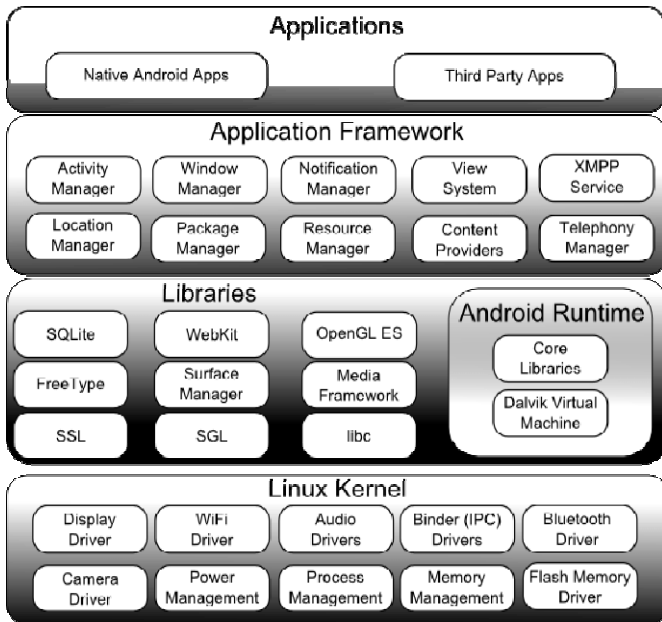 Applications
Native Android Apps
Third Party Apps
Application Framework
Activity
Manager
Window
Manager
Notification
Manager
View
System
XMPP
Service
Location
Manager
Package
Manager
Resource
Manager
Content
Providers
Telephony
Manager
Libraries
SQLite
WebKit
OpenGL ES
FreeType
Surface
Manager
Media
Framework
SSL
SGL
libc
Android Runtime
Core
Libraries
Dalvik Virtual
Machine
Linux Kernel
Display
Driver
WiFi
Driver
Audio
Drivers
Binder (IPC)
Drivers
Bluetooth
Driver
Camera
Driver
Power
Management
Process
Management
Memory
Management
Flash Memory
Driver